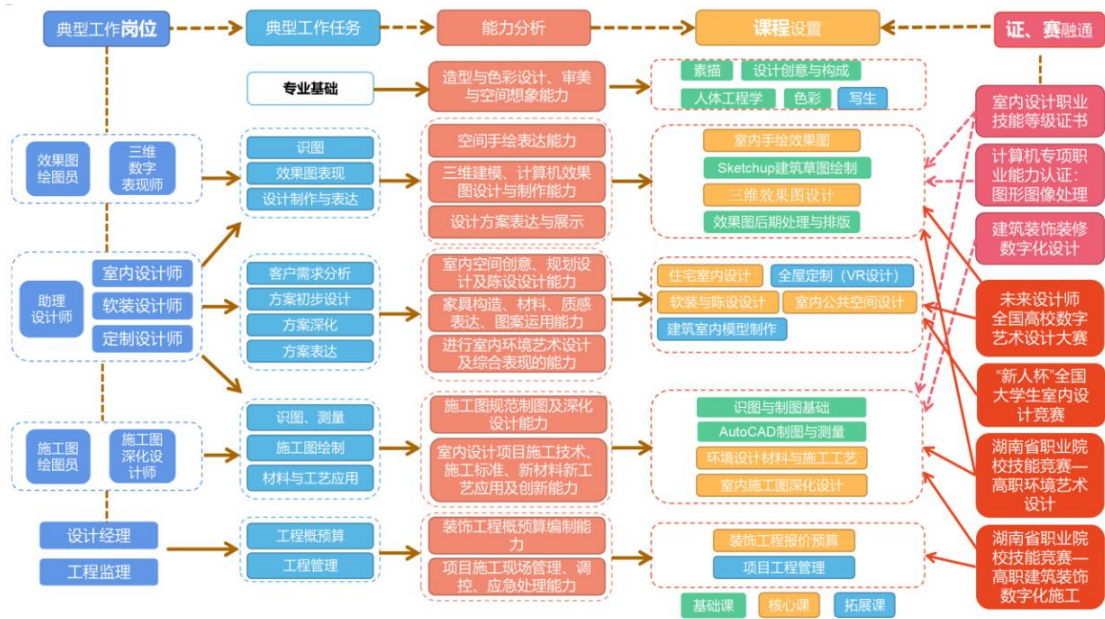 典型工作岗位
典型工作任务
能力分析
课程设置
证、赛融通
专业基础
造型与色彩设计、审美
与空间想象能力
素描
设计创意与构成
人体工程学
色彩
写生
效果图
绘图员
三维
数字
表现师
识图
效果图表现
设计制作与表达
空间手绘表达能力
三维建模、计算机效果
图设计与制作能力
设计方案表达与展示
室内手绘效果图
Sketchup建筑草图绘制
三维效果图设计
效果图后期处理与排版
助理
设计师
室内设计师
软装设计师
定制设计师
客户需求分析
方案初步设计
方案深化
方案表达
室内空间创意、规划设
计及陈设设计能力
家具构造、材料、质感
表达、图案运用能力
进行室内环境艺术设计
及综合表现的能力
住宅室内设计
全屋定制（VR设计）
软装与陈设设计
室内公共空间设计
建筑室内模型制作
施工图
绘图员
施工图
深化设
计师
识图、测量
施工图绘制
材料与工艺应用
施工图规范制图及深化
设计能力
室内设计项目施工技术、
施工标准、新材料新工
艺应用及创新能力
识图与制图基础
AutoCAD制图与测量
环境设计材料与施工工艺
室内施工图深化设计
设计经理
工程监理
工程概预算
工程管理
装饰工程概预算编制能
力
项目施工现场管理、调
控、应急处理能力
装饰工程报价预算
项目工程管理
基础课
核心课
拓展课
室内设计职业
技能等级证书
计算机专项职
业能力认证：
图形图像处理
建筑装饰装修
数字化设计
未来设计师
全国高校数字
艺术设计大赛
“新人杯”全国
大学生室内设
计竞赛
湖南省职业院
校技能竞赛—
高职环境艺术
设计
湖南省职业院
校技能竞赛—
高职建筑装饰
数字化施工